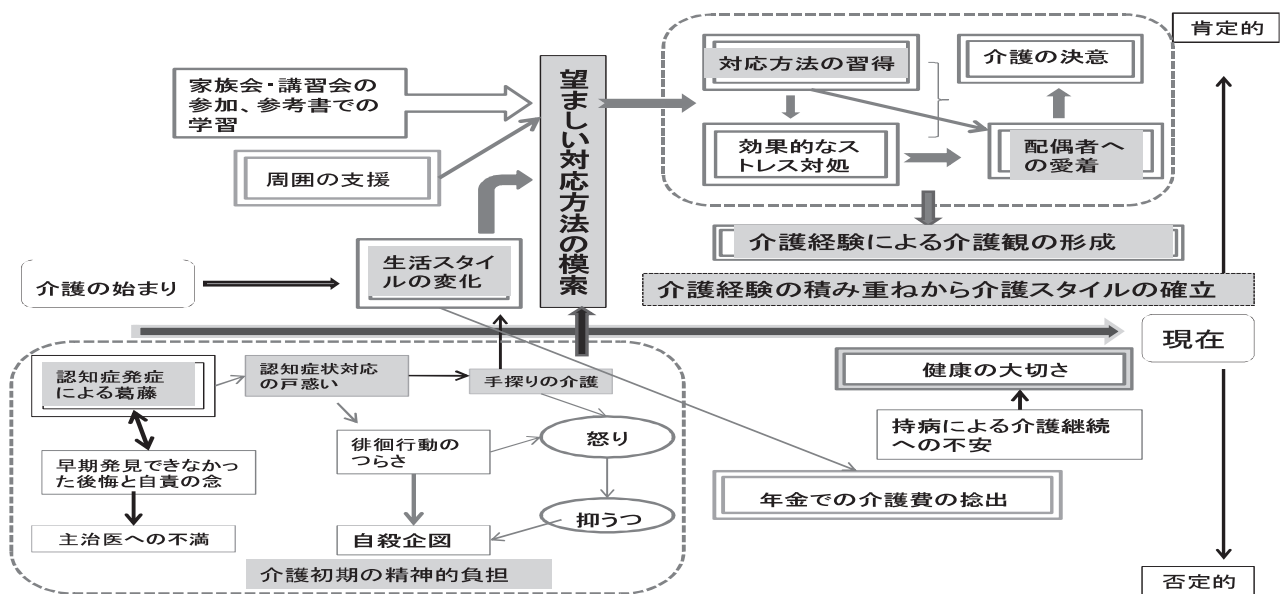 肯定的
対応方法の習得
介護の決意
家族会・講習会の
参加、参考書での
学習
望ましい対応方法の模索
効果的なス
トレス対処
配偶者へ
の愛着
周囲の支援
介護経験による介護観の形成
生活スタイ
ルの変化
介護の始まり
介護経験の積み重ねから介護スタイルの確立
現在
認知症発症
による葛藤
認知症状対応
の戸惑い
手探りの介護
健康の大切さ
持病による介護継続
への不安
徘徊行動の
つらさ
怒り
早期発見できなかっ
た後悔と自責の念
年金での介護費の捻出
抑うつ
主治医への不満
自殺企図
介護初期の精神的負担
否定的